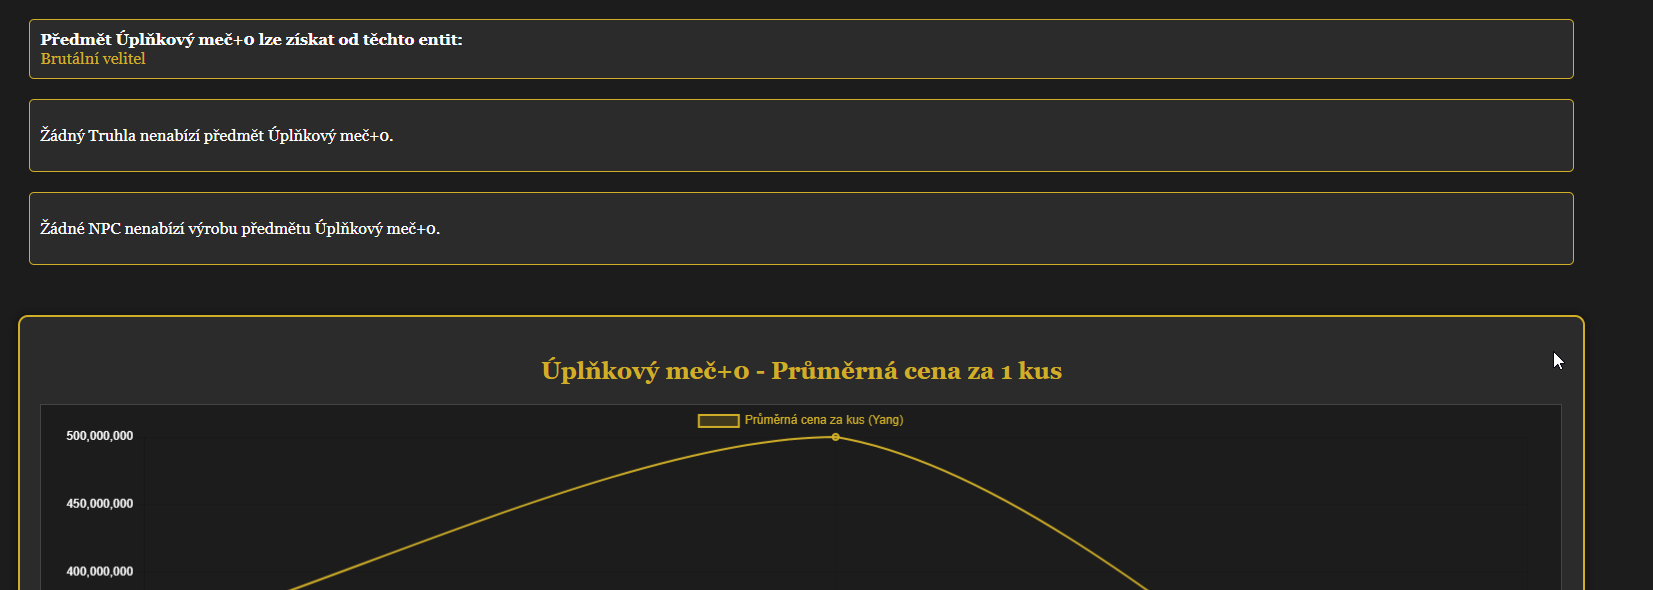 Předmět Úplňkový meč+0 lze získat od těchto entit:
Brutální velitel
Žádný Truhla nenabízí předmět Úplňkový meč+0.
Žádné NPC nenabízí výrobu předmětu Úplňkový meč+0.
Úplňkový meč+0 - Průměrná cena za 1 kus
Průměrná cena za kus (Yang)
500,000,000
450,000,000
400,000,000